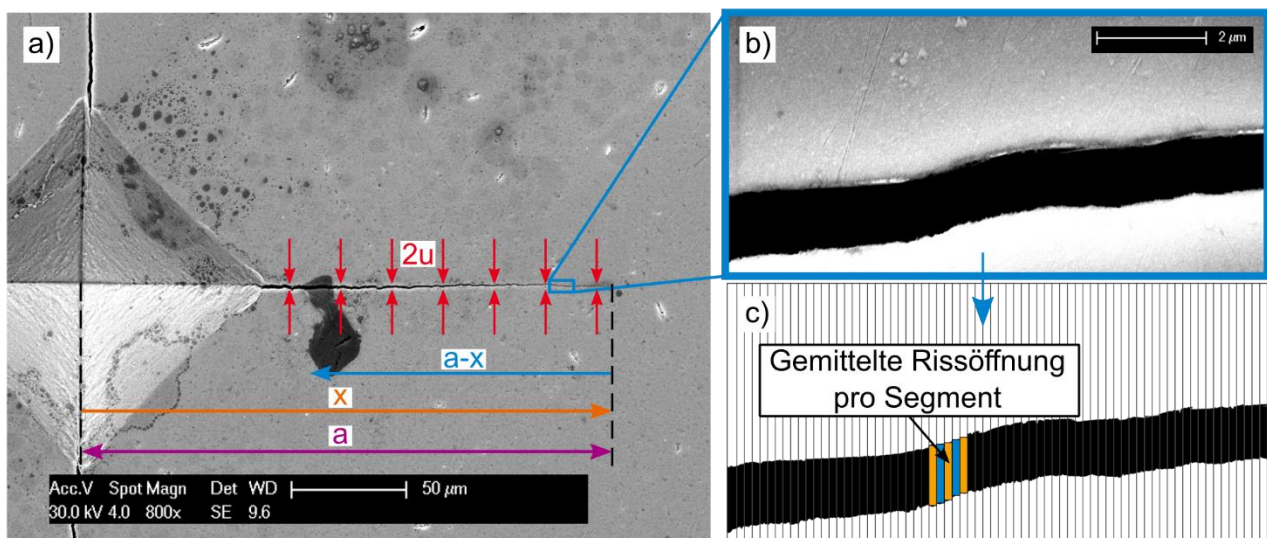 a)
2u
a-x
x
a
Acc.V Spot Magn Det WD 50 µm
30.0 kV 4.0 800x SE 9.6
b)
2 µm
c)
Gemittelte Rissöffnung
pro Segment